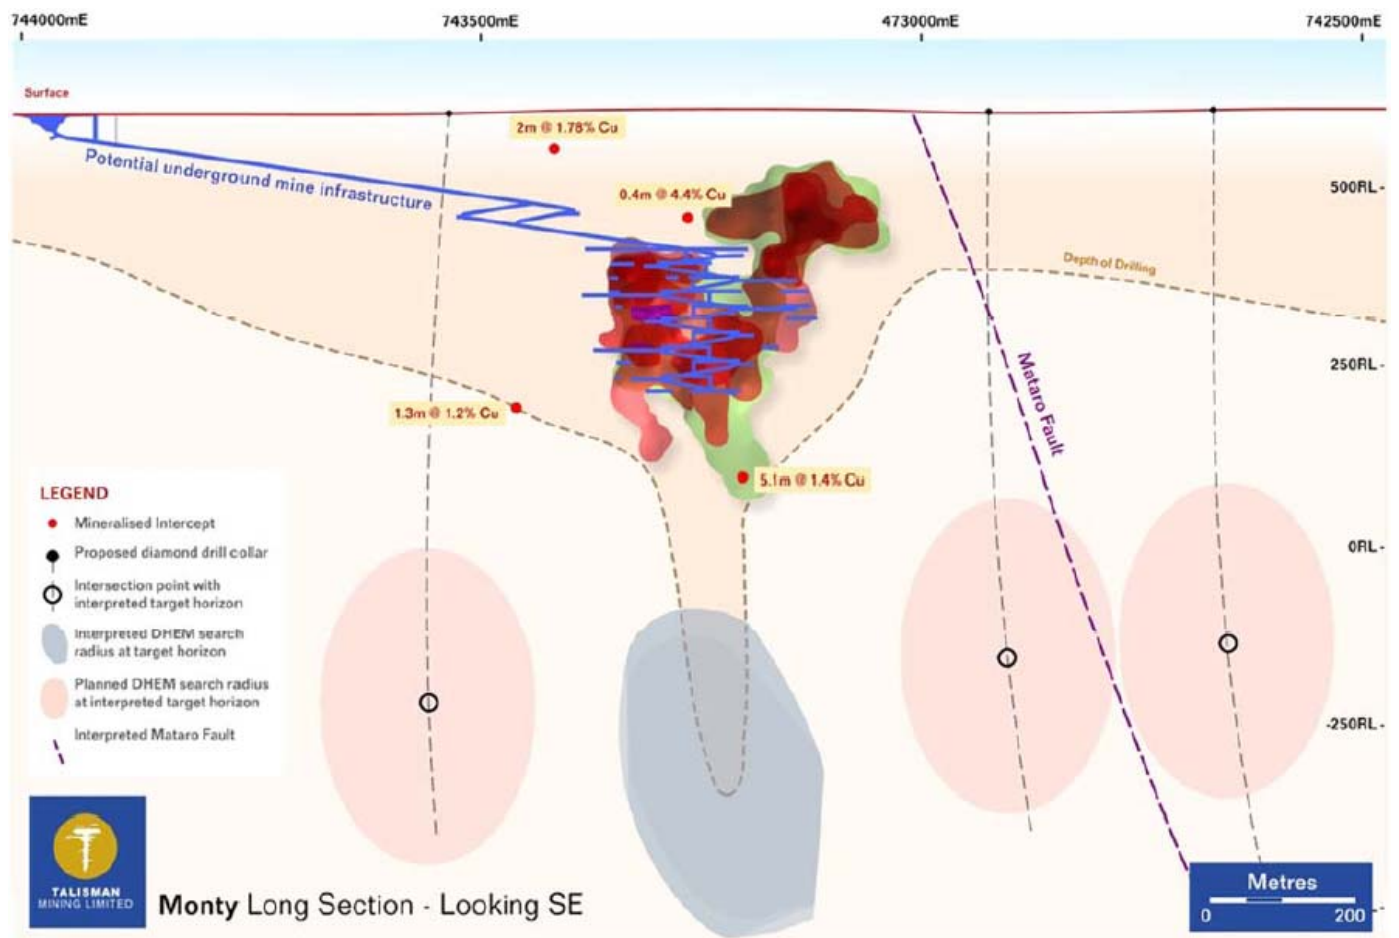 744000mE
743500mE
473000mE
742500mE
Surface
2m @ 1.78% Cu
Potential underground mine infrastructure
0.4m @ 4.4% Cu
500RL
Depth of Drilling
250RL
Mataro Fault
1.3m @ 1.2% Cu
5.1m @ 1.4% Cu
0RL
-250RL
LEGEND
Mineralised Intercept
Proposed diamond drill collar
Intersection point with
interpreted target horizon
Interpreted DHEM search
radius at target horizon
Planned DHEM search radius
at interpreted target horizon
Interpreted Mataro Fault
TALISMAN
MINING LIMITED
Monty Long Section - Looking SE
Metres
0 200